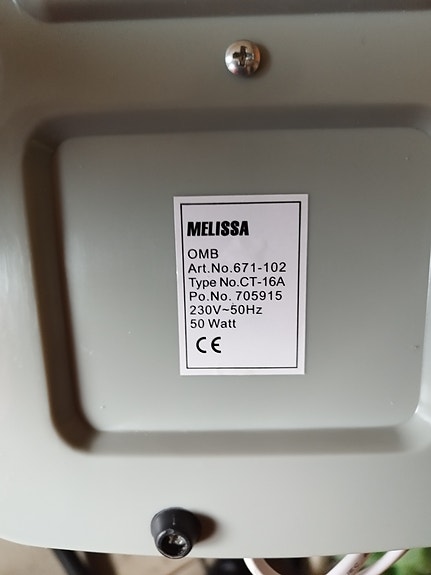 MELISSA
OMB
Art.No.671-102
Type No.CT-16A
Po.No. 705915
230V~50Hz
50 Watt
CE